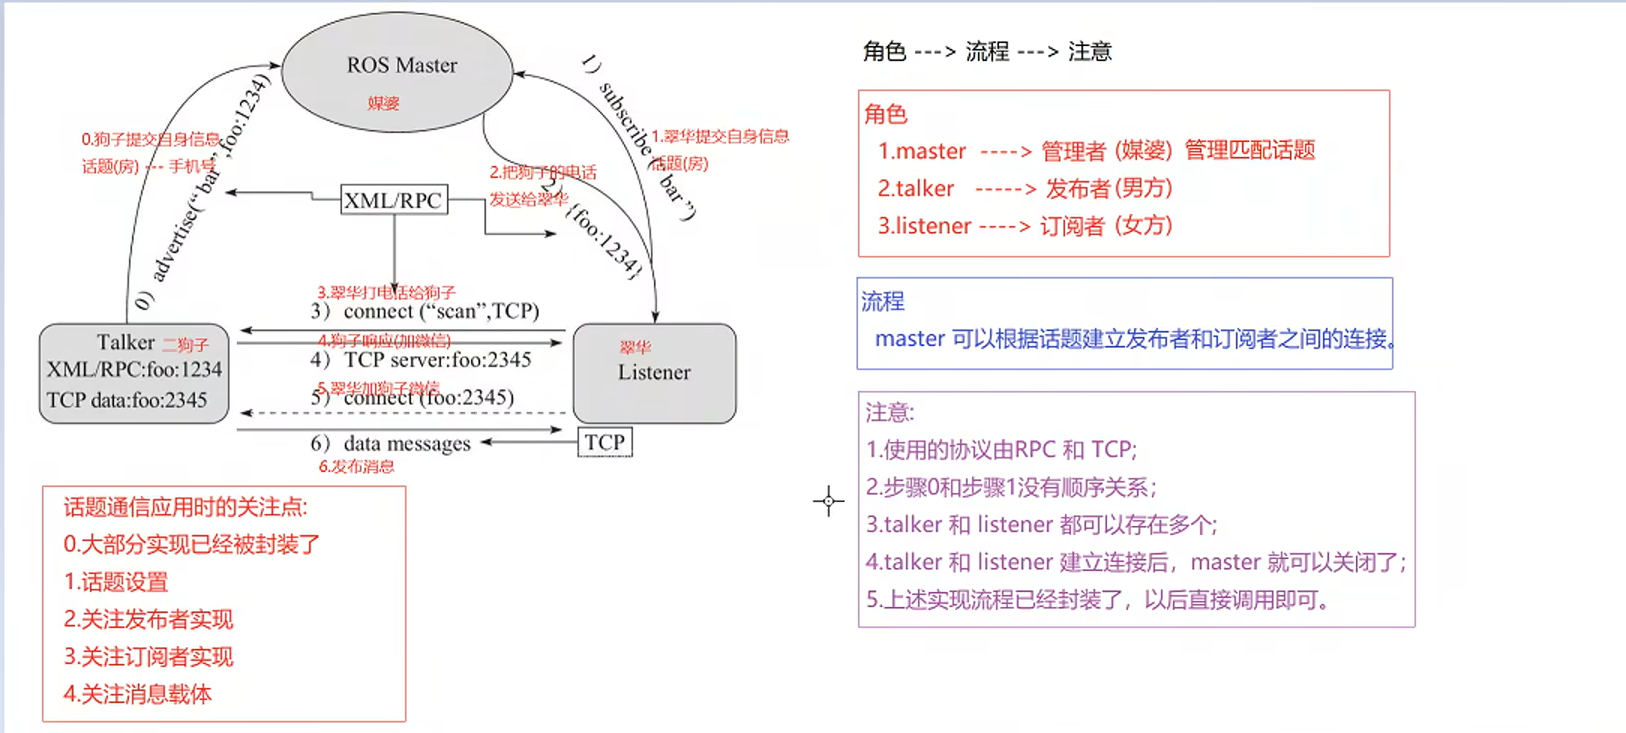 ROS Master
媒婆
0.狗子提交自身信息
话题(房) --- 手机号
0）advertise(“bar”,foo:1234)
1）subscribe（“bar”)
1.翠华提交自身信息
话题(房)
2.把狗子的电话
发送给翠华
2）{foo:1234}
XML/RPC
3.翠华打电话给狗子
3）connect (“scan”,TCP)
4.狗子响应(加微信)
4）TCP server:foo:2345
5.翠华加狗子微信
5）connect (foo:2345)
6）data messages
6.发布消息
TCP
Talker 二狗子
XML/RPC:foo:1234
TCP data:foo:2345
翠华
Listener
话题通信应用时的关注点:
0.大部分实现已经被封装了
1.话题设置
2.关注发布者实现
3.关注订阅者实现
4.关注消息载体
角色 ---> 流程 ---> 注意
角色
1.master ----> 管理者 (媒婆) 管理匹配话题
2.talker -----> 发布者 (男方)
3.listener ----> 订阅者 (女方)
流程
master 可以根据话题建立发布者和订阅者之间的连接。
注意:
1.使用的协议由RPC 和 TCP;
2.步骤0和步骤1没有顺序关系；
3.talker 和 listener 都可以存在多个;
4.talker 和 listener 建立连接后，master 就可以关闭了；
5.上述实现流程已经封装了，以后直接调用即可。